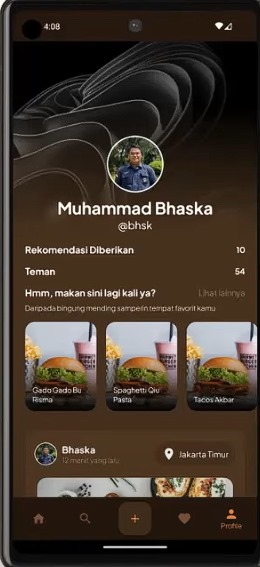 4:08
Muhammad Bhaska
@bhsk
Rekomendasi Diberikan 10
Teman 54
Hmm, makan sini lagi kali ya? Lihat lainnya
Daripada bingung mending sampelin tempat favorit kamu
Gado Gado Bu
Risma
Spaghetti Qiu
Pasta
Tacos Akbar
Bhaska
12 menit yang lalu
Jakarta Timur
Profile